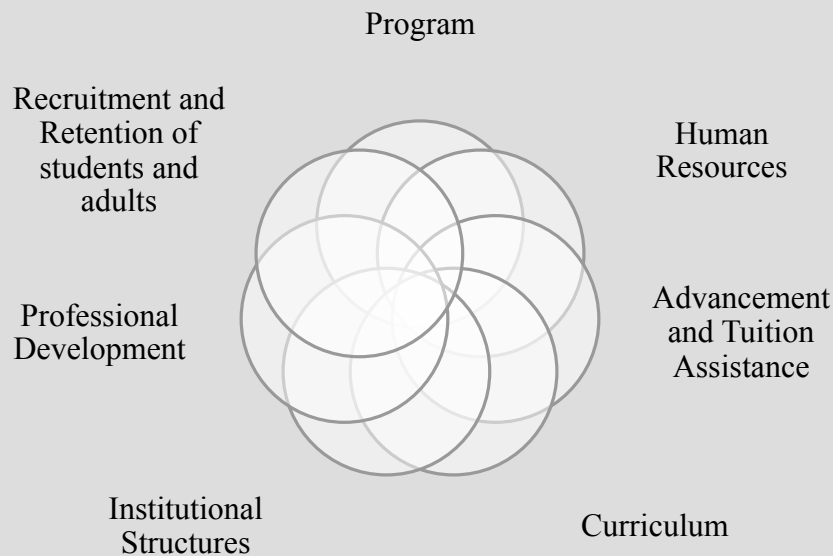 Program
Recruitment and
Retention of
students and
adults
Human
Resources
Professional
Development
Advancement
and Tuition
Assistance
Institutional
Structures
Curriculum